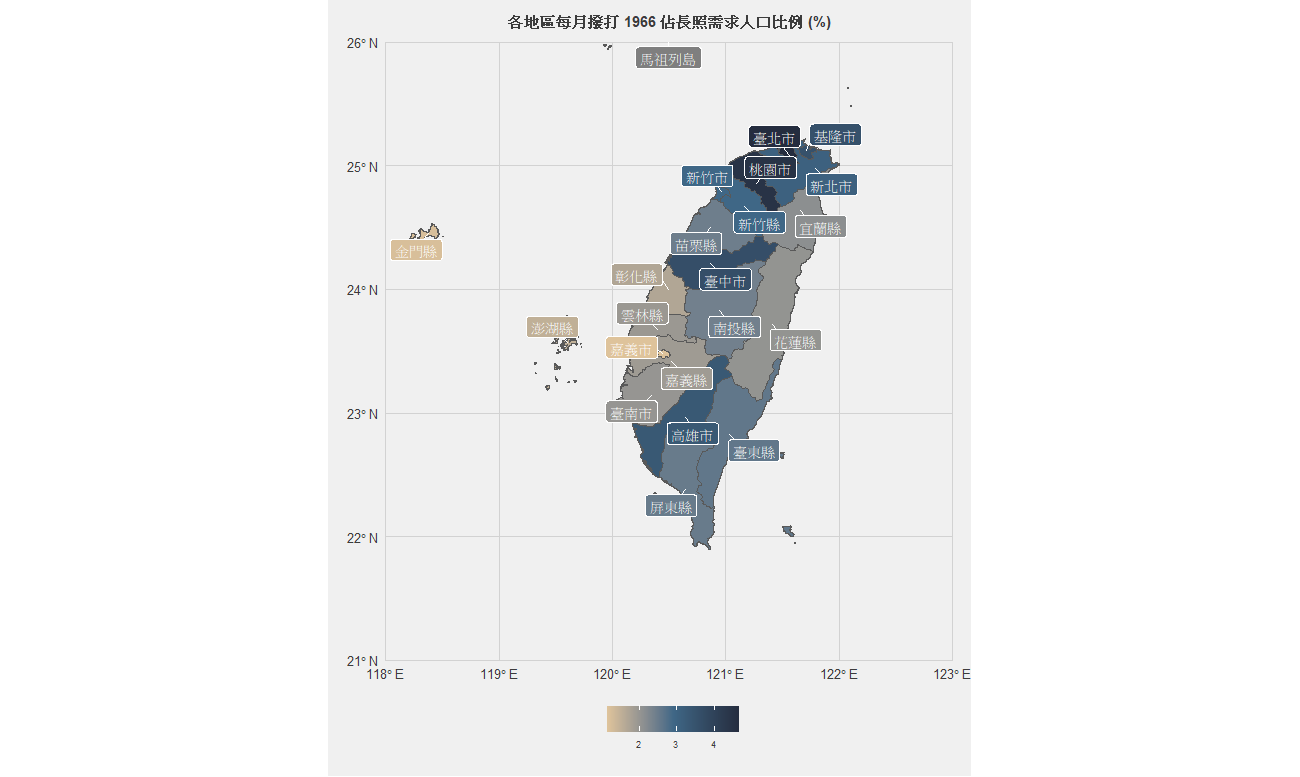 各地區每月撥打 1966 佔長照需求人口比例 (%)
26° N
馬祖列島
臺北市
基隆市
25° N
桃園市
新竹市
新北市
新竹縣
宜蘭縣
苗栗縣
金門縣
彰化縣
臺中市
24° N
雲林縣
澎湖縣
南投縣
花蓮縣
嘉義市
嘉義縣
臺南市
23° N
高雄市
臺東縣
屏東縣
22° N
21° N
118° E
119° E
120° E
121° E
122° E
123° E
2
3
4